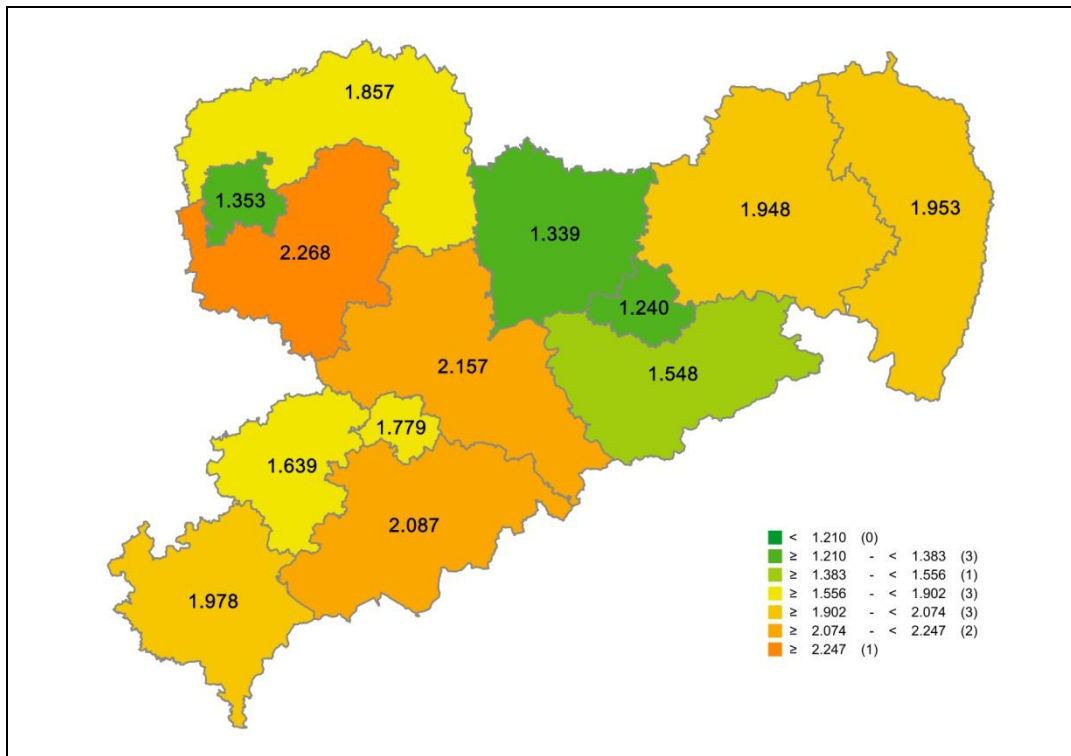 1.857
1.353
1.948
1.953
1.339
2.268
1.240
2.157
1.548
1.779
1.639
2.087
1.978
< 1.210 (0)
≥ 1.210 - < 1.383 (3)
≥ 1.383 - < 1.556 (1)
≥ 1.556 - < 1.902 (3)
≥ 1.902 - < 2.074 (3)
≥ 2.074 - < 2.247 (2)
≥ 2.247 (1)